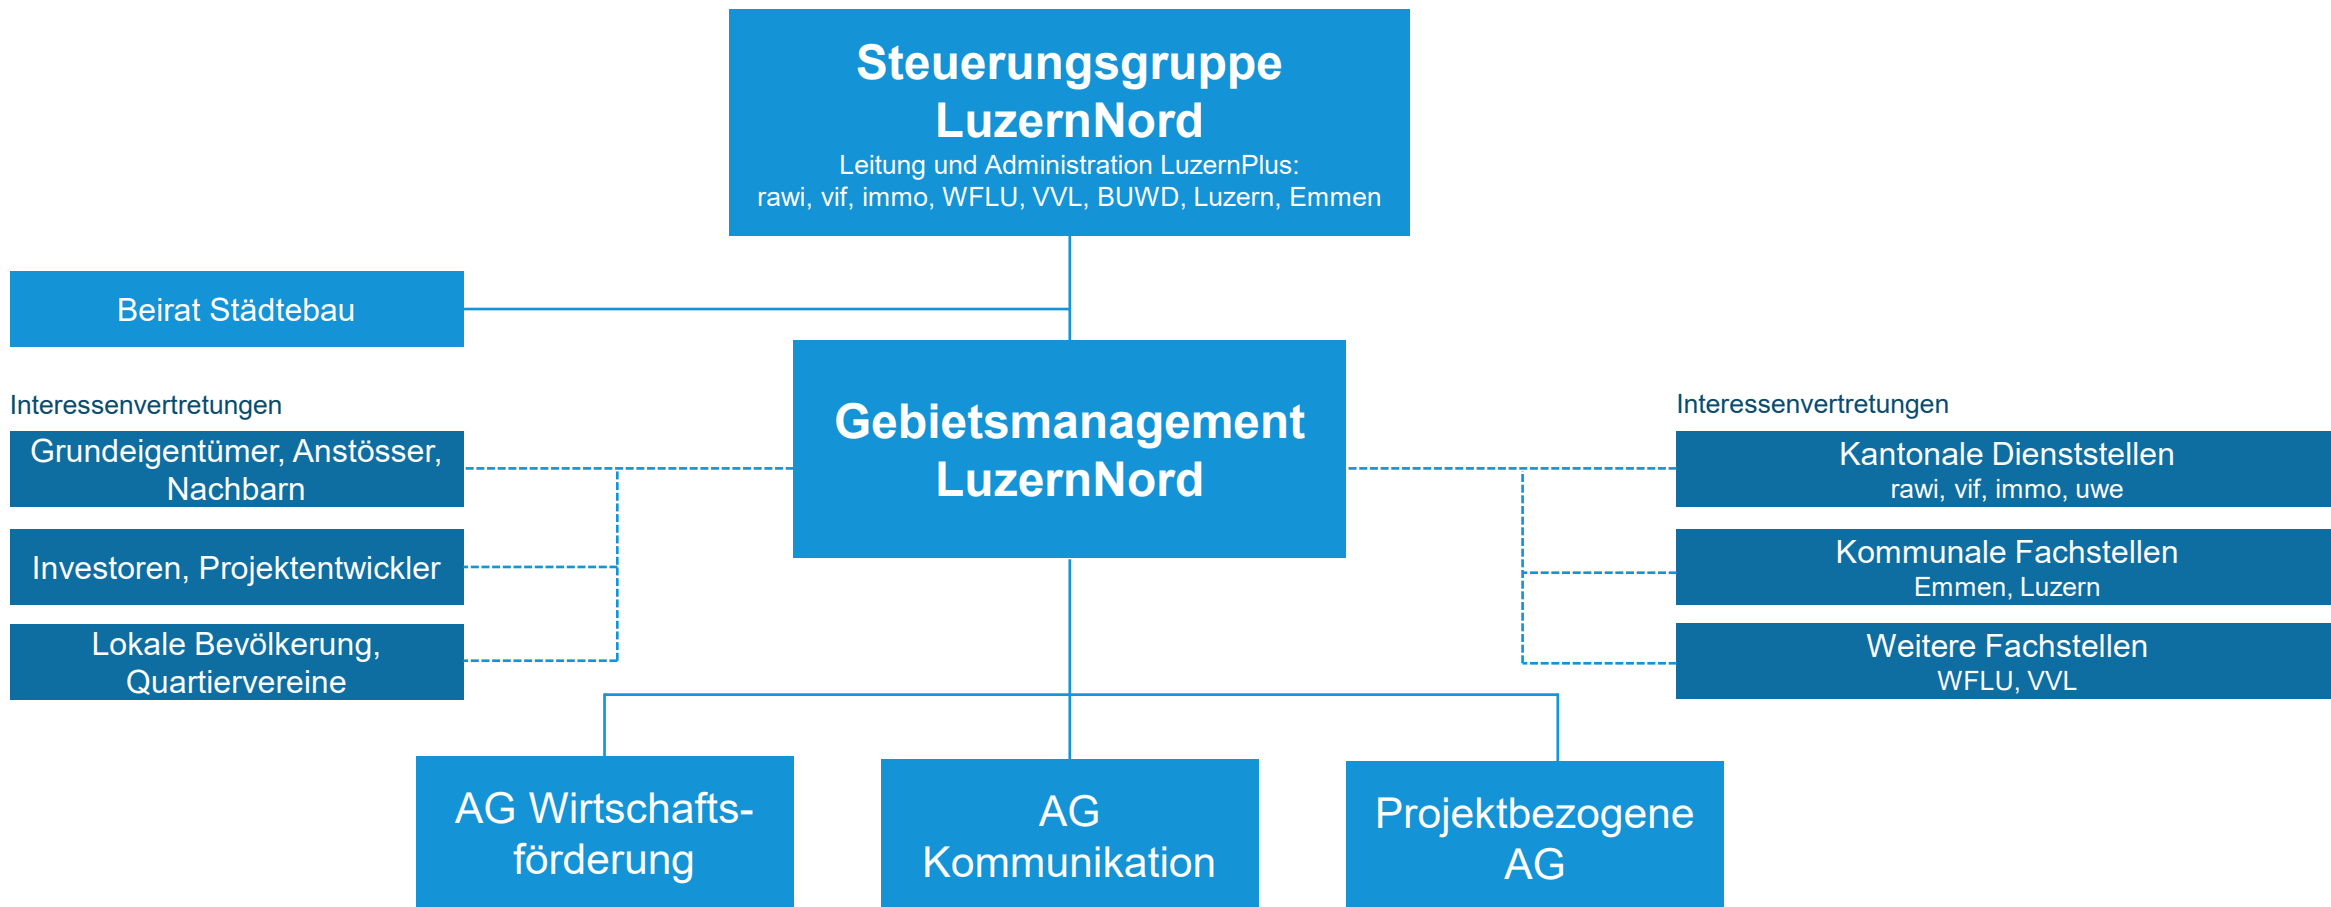 Steuerungsgruppe
LuzernNord
Leitung und Administration LuzernPlus:
rawi, vif, immo, WFLU, VVL, BUWD, Luzern, Emmen
Beirat Städtebau
Gebietsmanagement
LuzernNord
Interessenvertretungen
Grundeigentümer, Anstösser,
Nachbarn
Investoren, Projektentwickler
Lokale Bevölkerung,
Quartiervereine
Interessenvertretungen
Kantonale Dienststellen
rawi, vif, immo, uwe
Kommunale Fachstellen
Emmen, Luzern
Weitere Fachstellen
WFLU, VVL
AG Wirtschafts-
förderung
AG
Kommunikation
Projektbezogene
AG